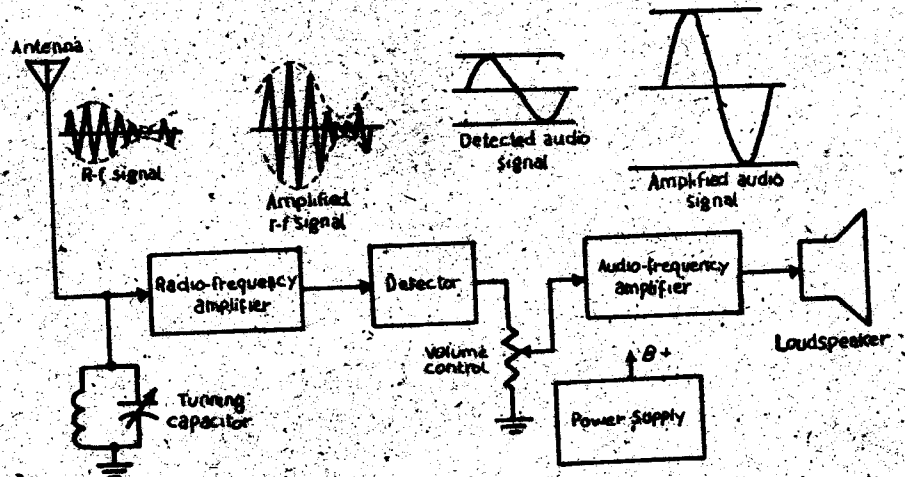 Antenna
R-f signal
Amplified
r-f signal
Detected audio
signal
Amplified audio
signal
Radio-frequency
amplifier
Detector
Volume
control
Audio-frequency
amplifier
Loudspeaker
B+
Power supply
Tunning
capacitor